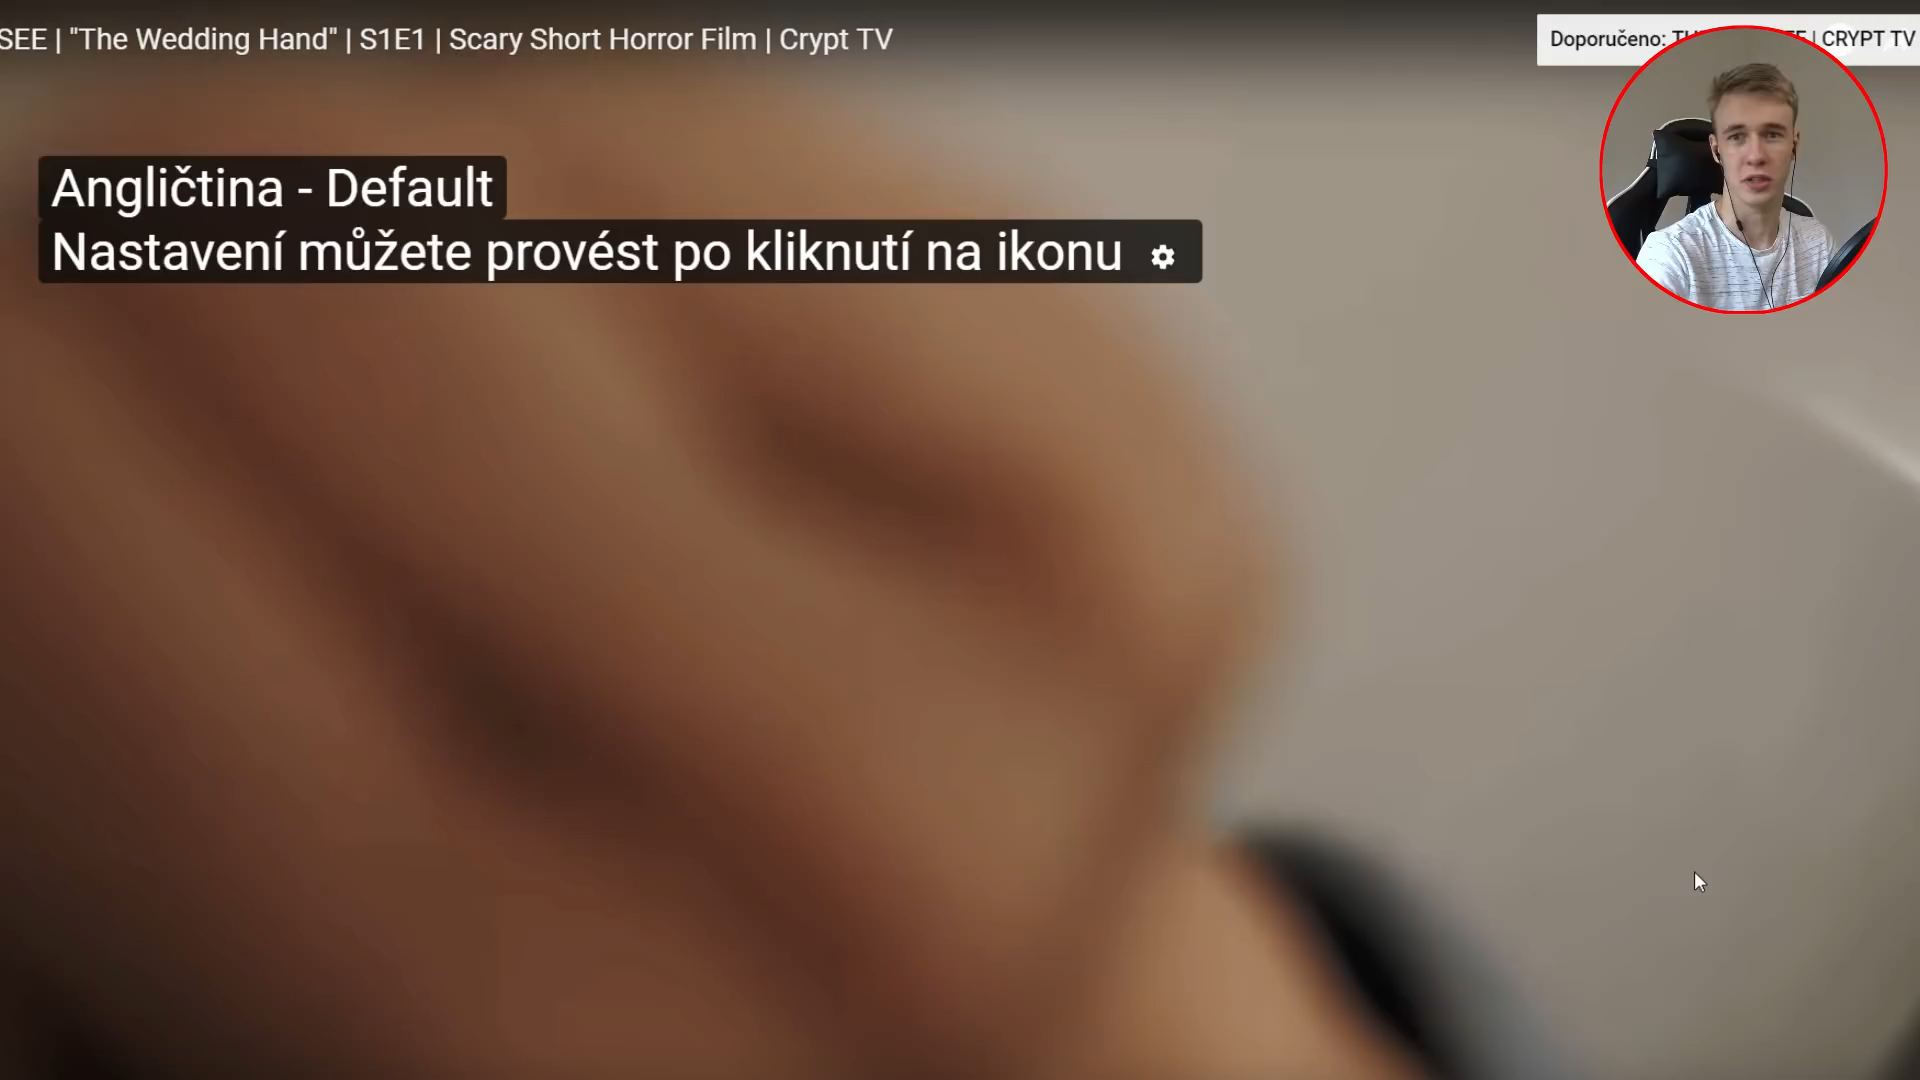 SEE | "The Wedding Hand" | S1E1 | Scary Short Horror Film | Crypt TV
Doporučeno: | CRYPT TV
Angličtina - Default
Nastavení můžete provést po kliknutí na ikonu